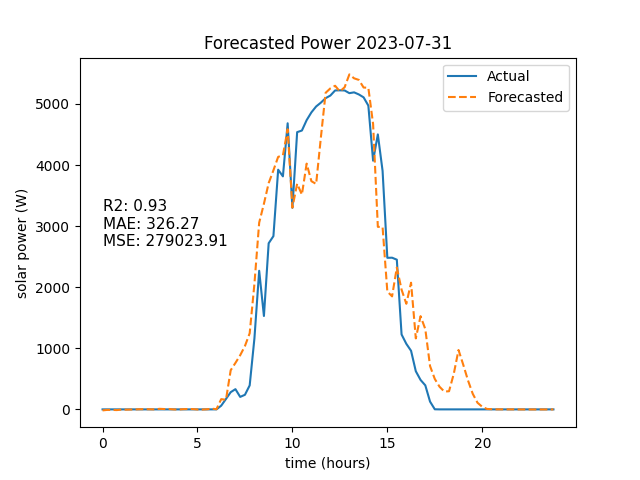 Forecasted Power 2023-07-31
Actual
Forecasted
R2: 0.93
MAE: 326.27
MSE: 279023.91
solar power (W)
5000
4000
3000
2000
1000
0
0 5 10 15 20
time (hours)